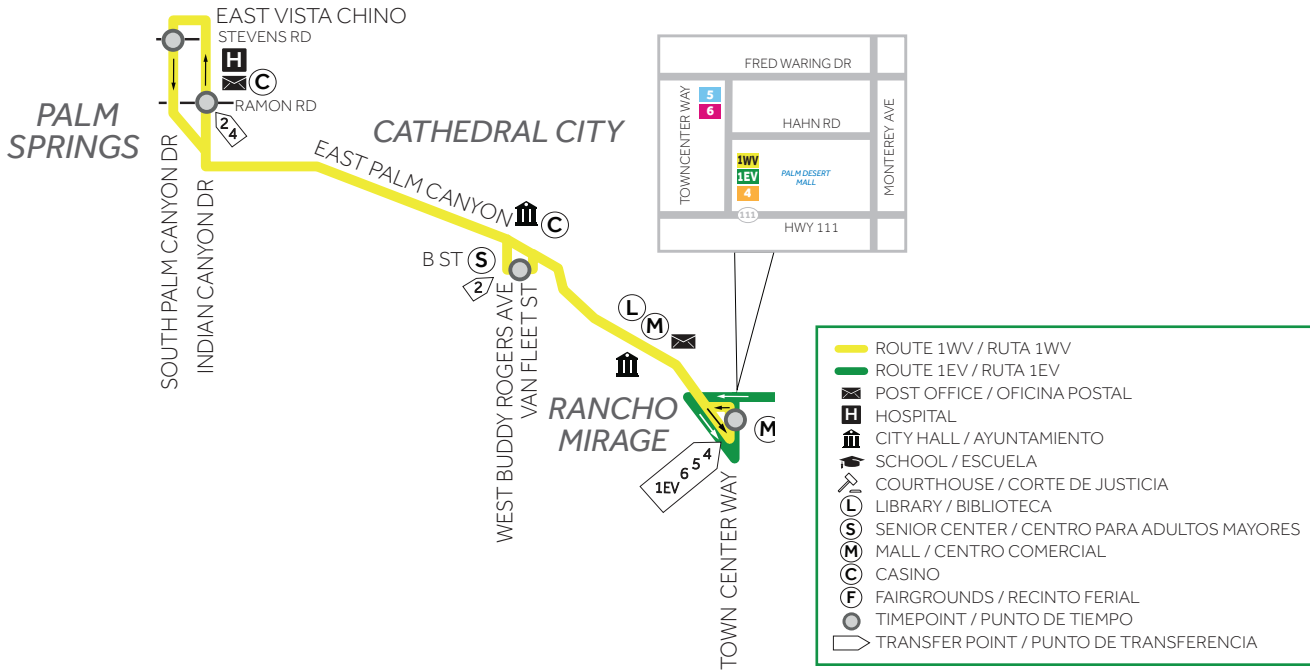 EAST VISTA CHINO
STEVENS RD
H
C
RAMON RD
2 4
PALM
SPRINGS
SOUTH PALM CANYON DR
INDIAN CANYON DR
CATHEDRAL CITY
EAST PALM CANYON
C
B ST
S
2
WEST BUDDY ROGERS AVE
VAN FLEET ST
L
M
RANCHO
MIRAGE
M
1EV 6 5 4
TOWN CENTER WAY
FRED WARING DR
TOWNCENTER WAY
5
6
HAHN RD
MONTEREY AVE
1WV
1EV
4
PALM DESERT
MALL
111
HWY 111
ROUTE 1WV / RUTA 1WV
ROUTE 1EV / RUTA 1EV
POST OFFICE / OFICINA POSTAL
H HOSPITAL
CITY HALL / AYUNTAMIENTO
SCHOOL / ESCUELA
COURTHOUSE / CORTE DE JUSTICIA
L LIBRARY / BIBLIOTECA
S SENIOR CENTER / CENTRO PARA ADULTOS MAYORES
M MALL / CENTRO COMERCIAL
C CASINO
F FAIRGROUNDS / RECINTO FERIAL
TIMEPOINT / PUNTO DE TIEMPO
TRANSFER POINT / PUNTO DE TRANSFERENCIA